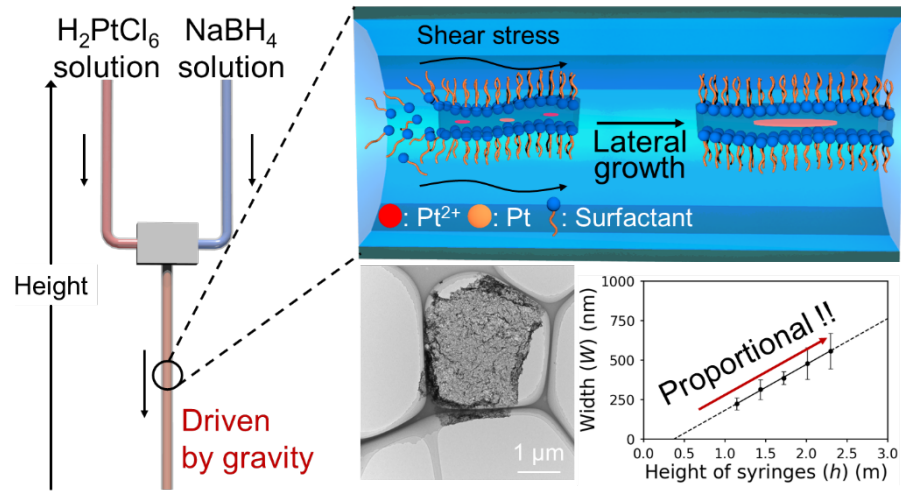 H₂PtCl₆
solution
NaBH₄
solution
Height
Driven
by gravity
Shear stress
Lateral
growth
: Pt²⁺ : Pt : Surfactant
1 μm
Proportional !!
Width (W) (nm)
1000
750
500
250
0
0.0 0.5 1.0 1.5 2.0 2.5 3.0
Height of syringes (h) (m)